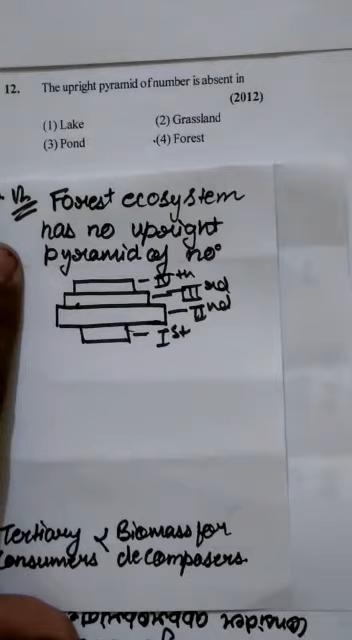 12. The upright pyramid of number is absent in
(2012)
(1) Lake (2) Grassland
(3) Pond (4) Forest
Forest ecosystem
has no upright
pyramid of no°
IVth
IIIrd
IInd
Ist
Tertiary < Biomass for
consumers decomposers.
consider